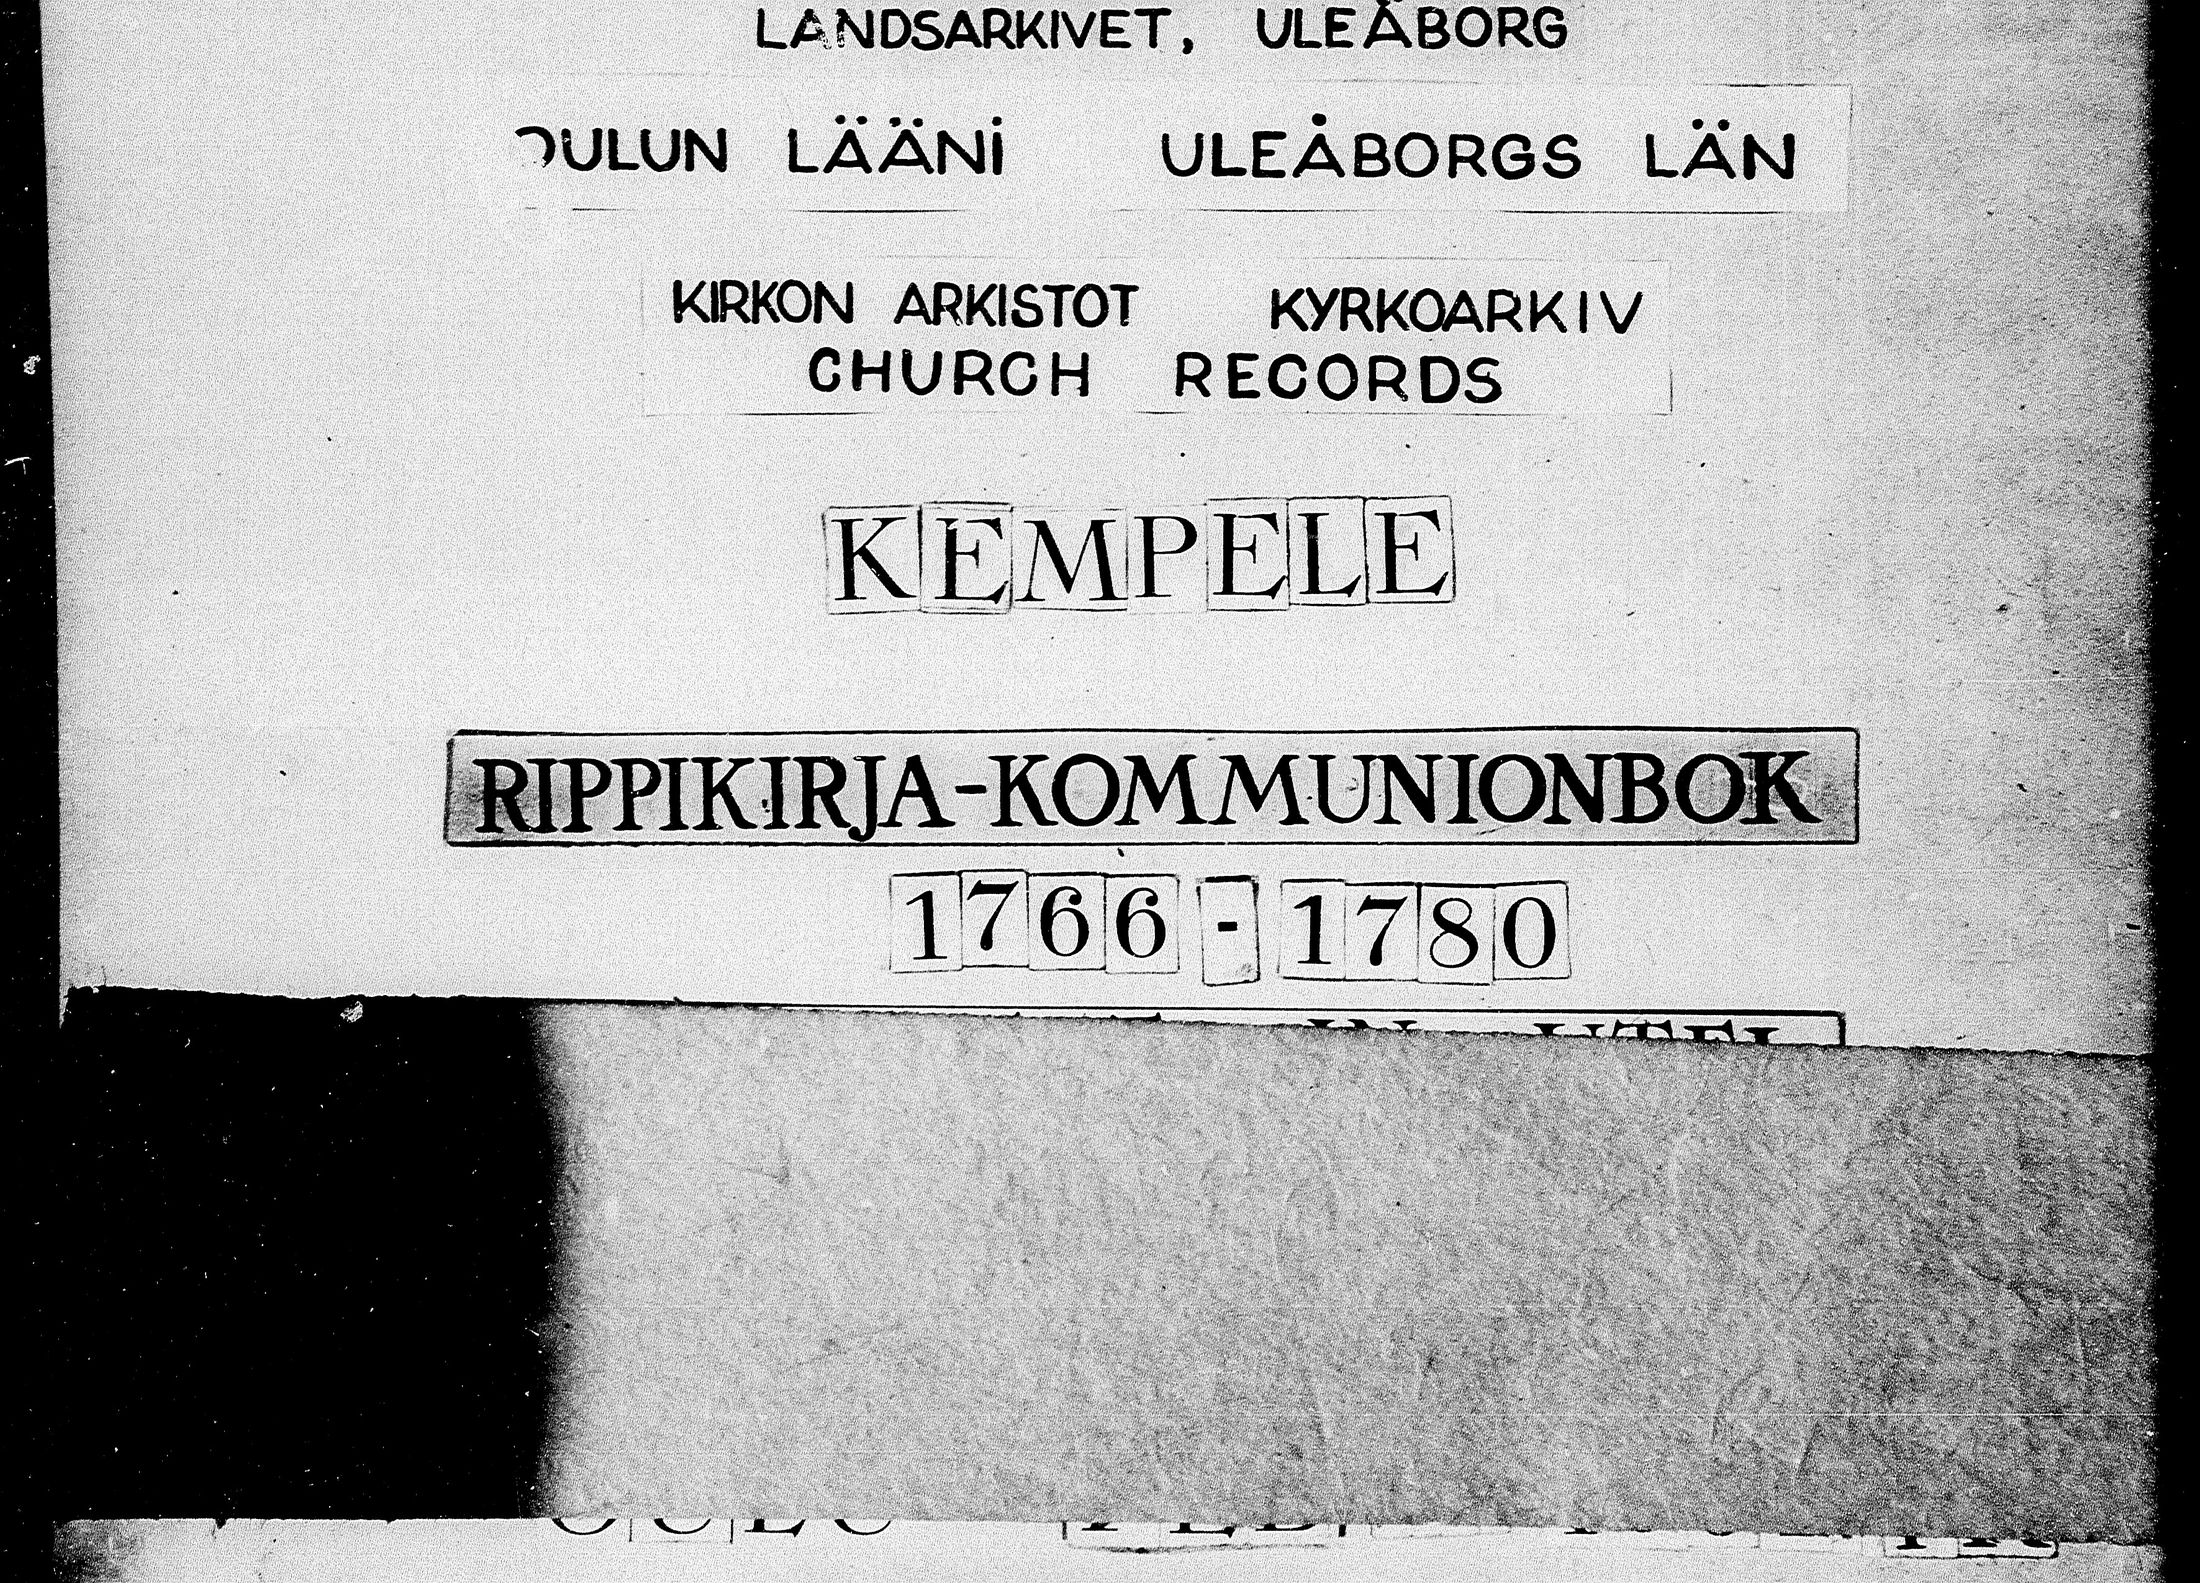 LANDSARKIVET, ULEÅBORG
OULUN LÄÄNI ULEÅBORGS LÄN
KIRKON ARKISTOT KYRKOARKIV
CHURCH RECORDS
KEMPELE
RIPPIKIRJA-KOMMUNIONBOK
1766-1780